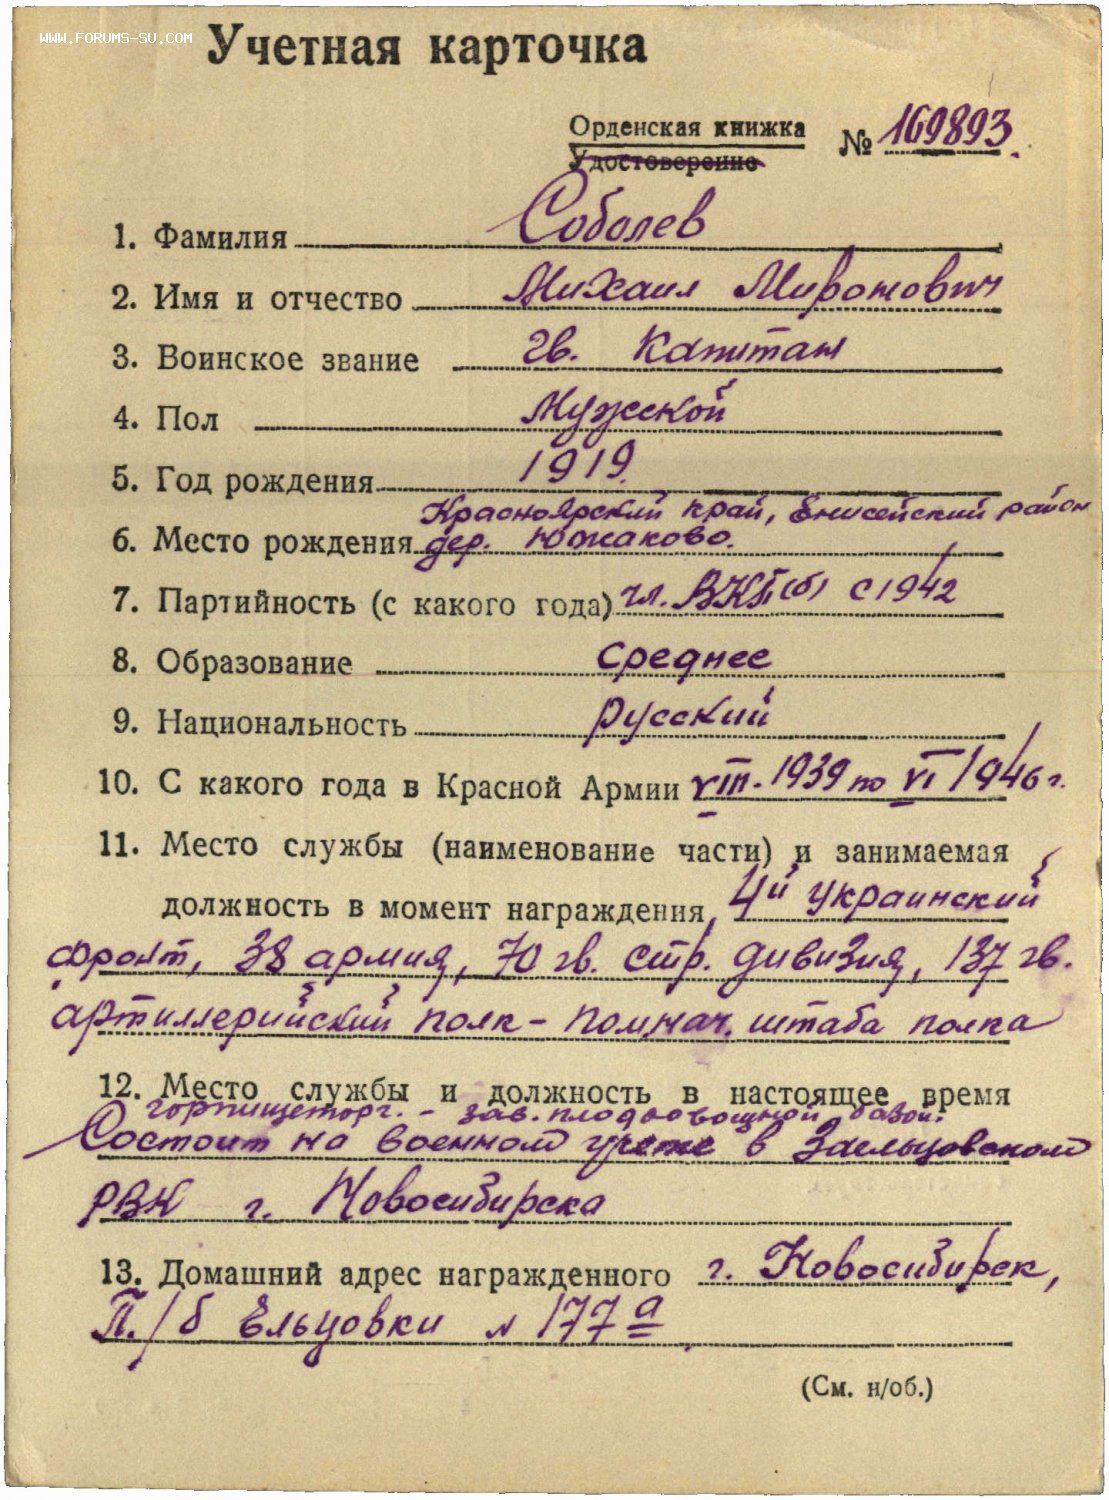 WWW.FORUMS-SU.COM
Учетная карточка
Орденская книжка № 169893.
Удостоверение
1. Фамилия Соболев
2. Имя и отчество Михаил Миронович
3. Воинское звание гв. капитан
4. Пол Мужской
5. Год рождения 1919.
Красноярский край, Енисейский район
6. Место рождения дер. Южаково.
7. Партийность (с какого года) чл. ВКП(б) с 1942
8. Образование среднее
9. Национальность русский
10. С какого года в Красной Армии VIII-1939 по VI 1946 г.
11. Место службы (наименование части) и занимаемая
должность в момент награждения 4й украинский
фронт, 38 армия, 70 гв. стр. дивизия, 137 гв.
артиллерийский полк - пом.нач. штаба полка
12. Место службы и должность в настоящее время
горпищеторг. - зав. плодоовощной базой.
Состоит на военном учете в Заельцовском
РВК г. Новосибирска
13. Домашний адрес награжденного г. Новосибирск,
П./б Ельцовки № 177а
(См. н/об.)